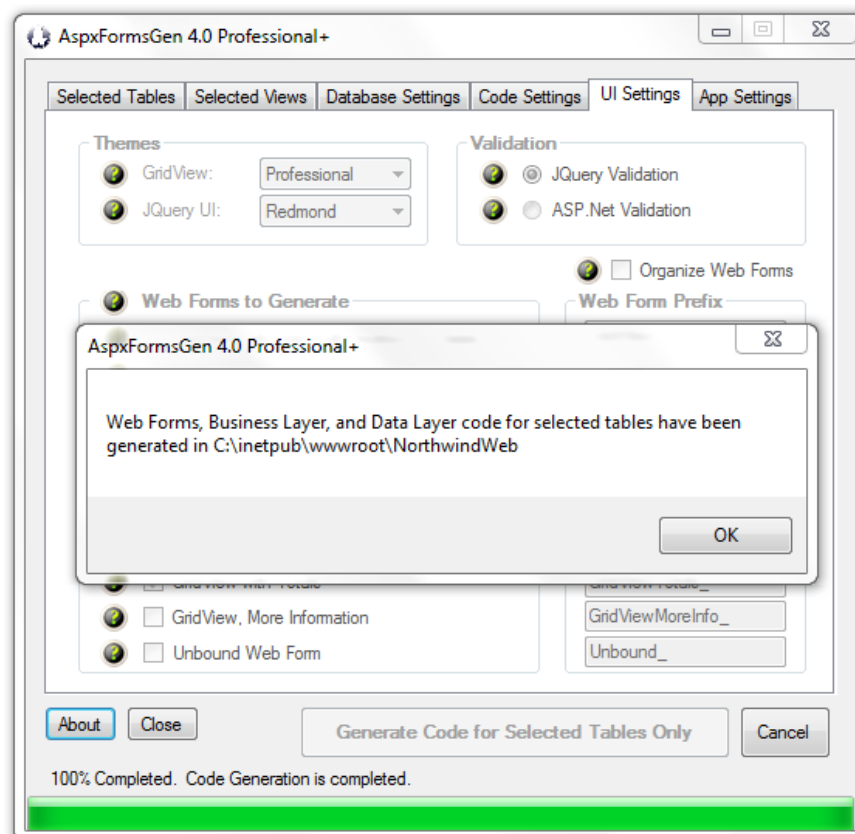 AspxFormsGen 4.0 Professional+
Selected Tables Selected Views Database Settings Code Settings UI Settings App Settings
Themes
GridView: Professional
JQuery UI: Redmond
Validation
JQuery Validation
ASP.Net Validation
Organize Web Forms
Web Forms to Generate
Web Form Prefix
AspxFormsGen 4.0 Professional+
Web Forms, Business Layer, and Data Layer code for selected tables have been
generated in C:\inetpub\wwwroot\NorthwindWeb
OK
GridView, More Information
GridViewMoreInfo_
Unbound Web Form
Unbound_
About Close
Generate Code for Selected Tables Only
Cancel
100% Completed. Code Generation is completed.